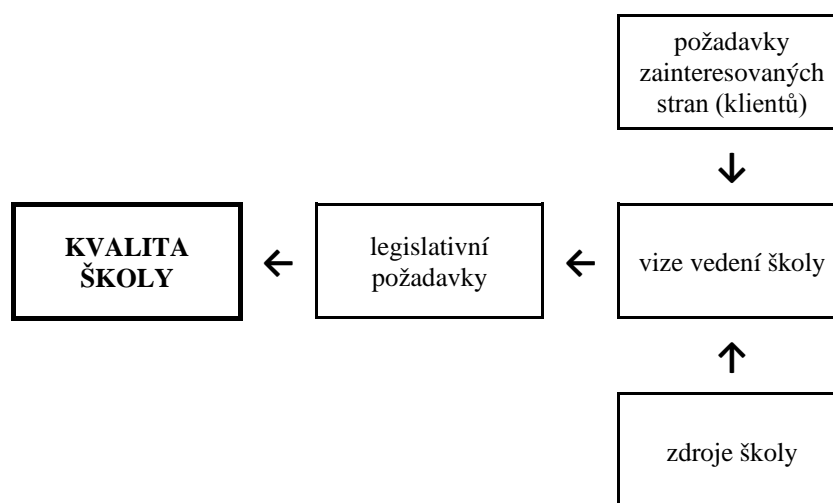 požadavky
zainteresovaných
stran (klientů)
KVALITA
ŠKOLY
legislativní
požadavky
vize vedení školy
zdroje školy